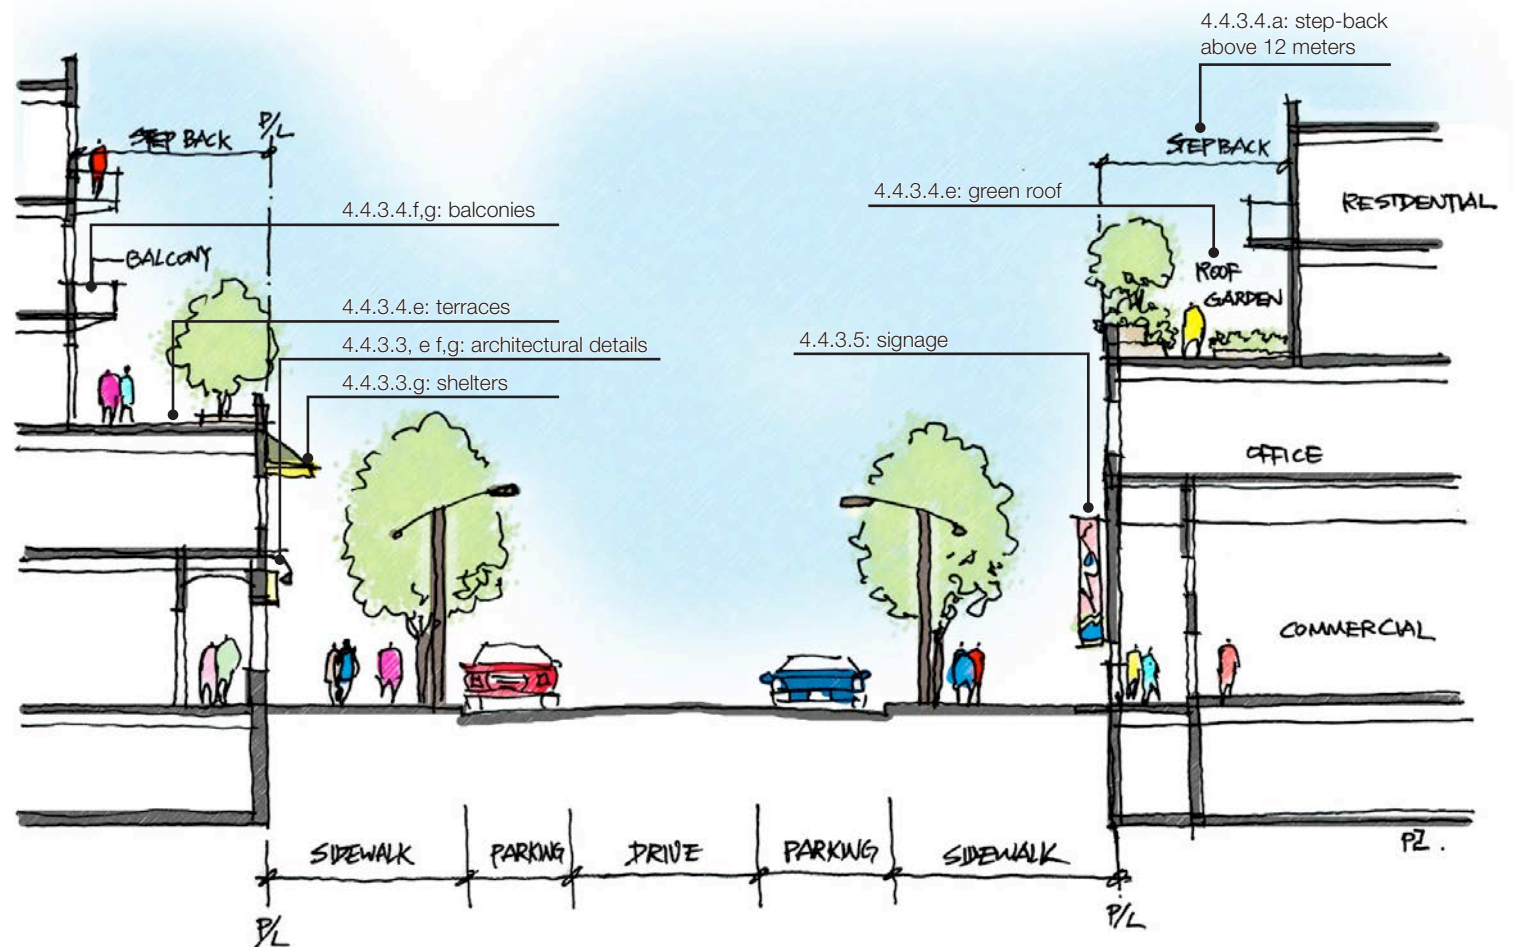 4.4.3.4.a: step-back
above 12 meters
STEP BACK
P/L
STEPBACK
4.4.3.4.e: green roof
RESIDENTIAL
4.4.3.4.f,g: balconies
BALCONY
ROOF
GARDEN
4.4.3.4.e: terraces
4.4.3.3, e f,g: architectural details
4.4.3.5: signage
4.4.3.3.g: shelters
OFFICE
COMMERCIAL
PZ.
SIDEWALK
PARKING
DRIVE
PARKING
SIDEWALK
P/L
P/L